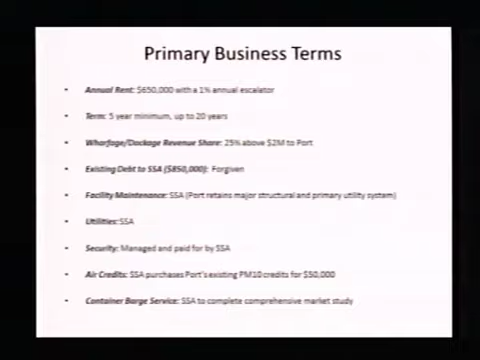 Primary Business Terms
• Annual Rent: $650,000 with a 1% annual escalator
• Term: 5 year minimum, up to 20 years
• Wharfage/Dockage Revenue Share: 25% above $2M to Port
• Existing Debt to SSA ($850,000): Forgiven
• Facility Maintenance: SSA (Port retains major structural and primary utility system)
• Utilities: SSA
• Security: Managed and paid for by SSA
• Air Credits: SSA purchases Port's existing PM10 credits for $50,000
• Container Barge Service: SSA to complete comprehensive market study